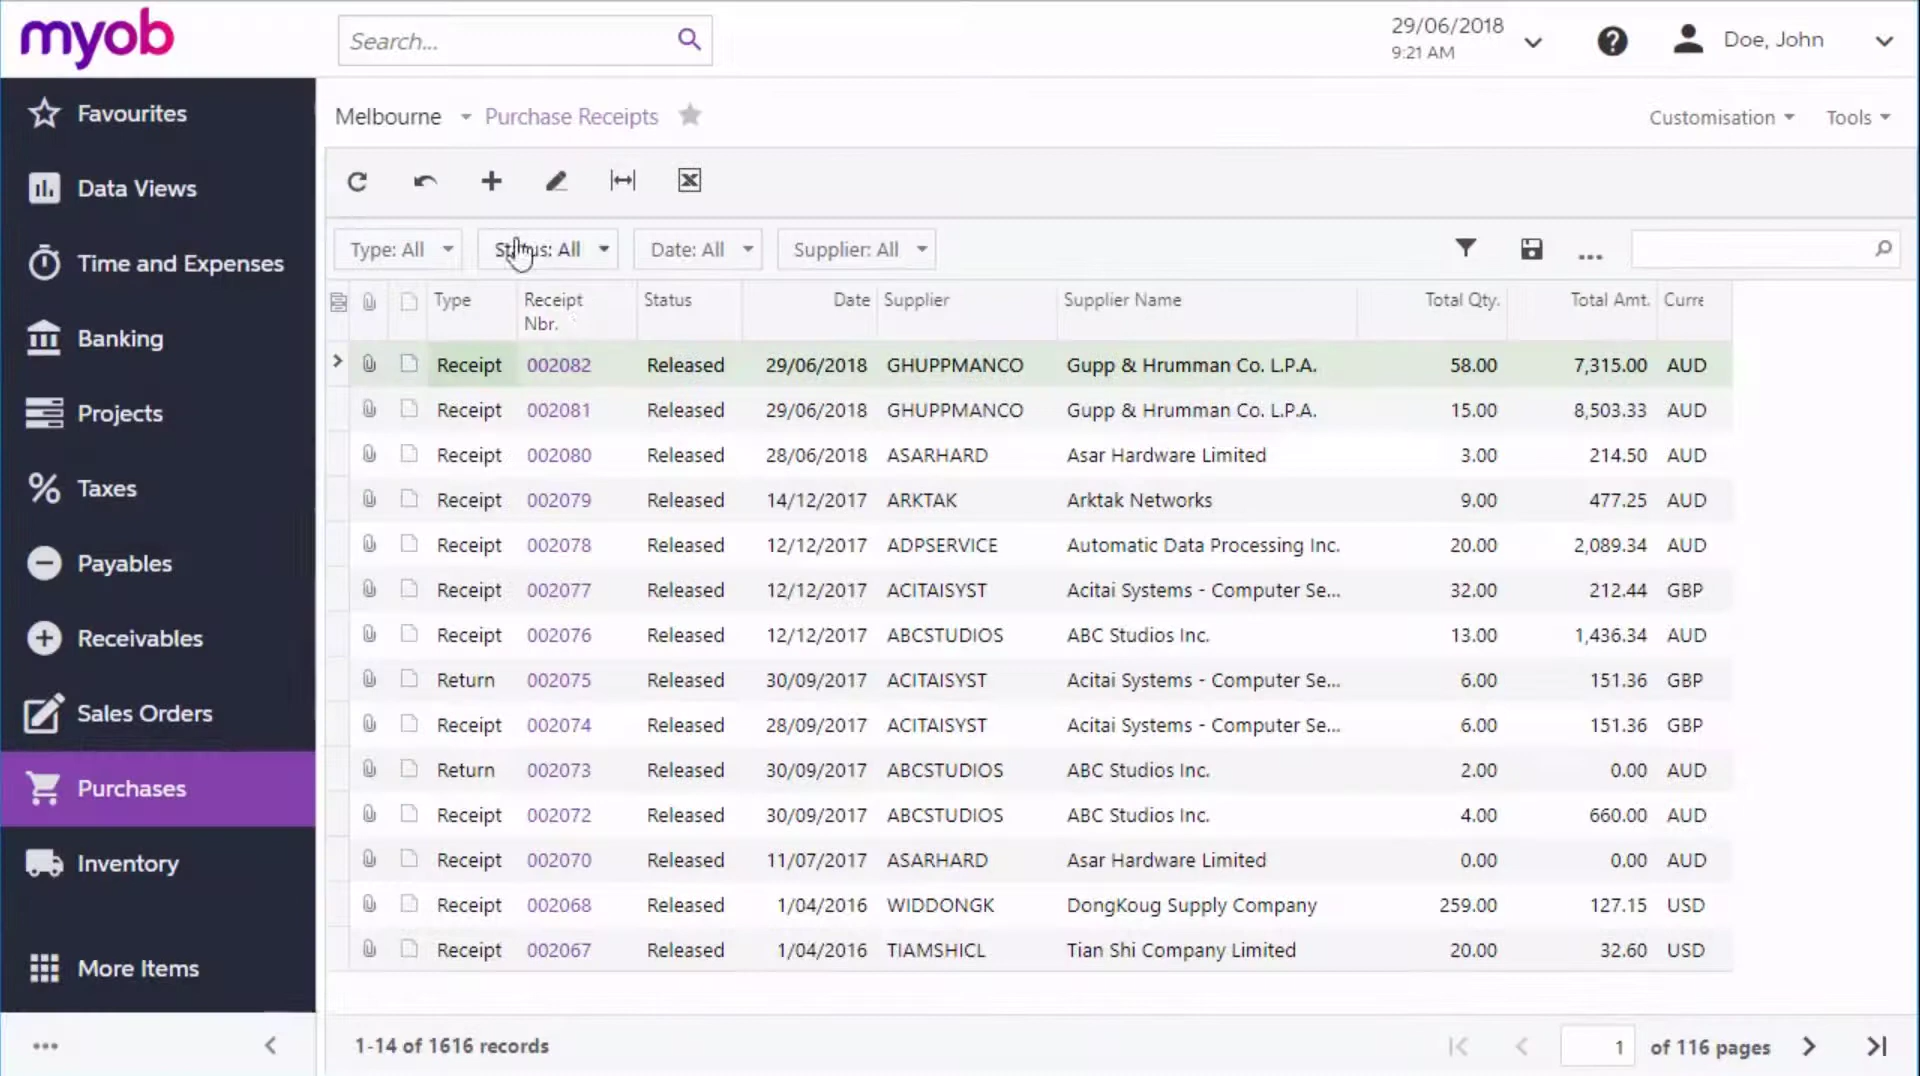 myob
Search...
29/06/2018
9:21 AM
Doe, John
Favourites
Data Views
Time and Expenses
Banking
Projects
Taxes
Payables
Receivables
Sales Orders
Purchases
Inventory
More Items
Melbourne Purchase Receipts
Customisation Tools
Type: All Status: All Date: All Supplier: All
Type Receipt Nbr. Status Date Supplier Supplier Name Total Qty. Total Amt. Curre
Receipt 002082 Released 29/06/2018 GHUPPMANCO Gupp & Hrumman Co. L.P.A. 58.00 7,315.00 AUD
Receipt 002081 Released 29/06/2018 GHUPPMANCO Gupp & Hrumman Co. L.P.A. 15.00 8,503.33 AUD
Receipt 002080 Released 28/06/2018 ASARHARD Asar Hardware Limited 3.00 214.50 AUD
Receipt 002079 Released 14/12/2017 ARKTAK Arktak Networks 9.00 477.25 AUD
Receipt 002078 Released 12/12/2017 ADPSERVICE Automatic Data Processing Inc. 20.00 2,089.34 AUD
Receipt 002077 Released 12/12/2017 ACITAISYST Acitai Systems - Computer Se... 32.00 212.44 GBP
Receipt 002076 Released 12/12/2017 ABCSTUDIOS ABC Studios Inc. 13.00 1,436.34 AUD
Return 002075 Released 30/09/2017 ACITAISYST Acitai Systems - Computer Se... 6.00 151.36 GBP
Receipt 002074 Released 28/09/2017 ACITAISYST Acitai Systems - Computer Se... 6.00 151.36 GBP
Return 002073 Released 30/09/2017 ABCSTUDIOS ABC Studios Inc. 2.00 0.00 AUD
Receipt 002072 Released 30/09/2017 ABCSTUDIOS ABC Studios Inc. 4.00 660.00 AUD
Receipt 002070 Released 11/07/2017 ASARHARD Asar Hardware Limited 0.00 0.00 AUD
Receipt 002068 Released 1/04/2016 WIDDONGK DongKoug Supply Company 259.00 127.15 USD
Receipt 002067 Released 1/04/2016 TIAMSHICL Tian Shi Company Limited 20.00 32.60 USD
1-14 of 1616 records
1 of 116 pages